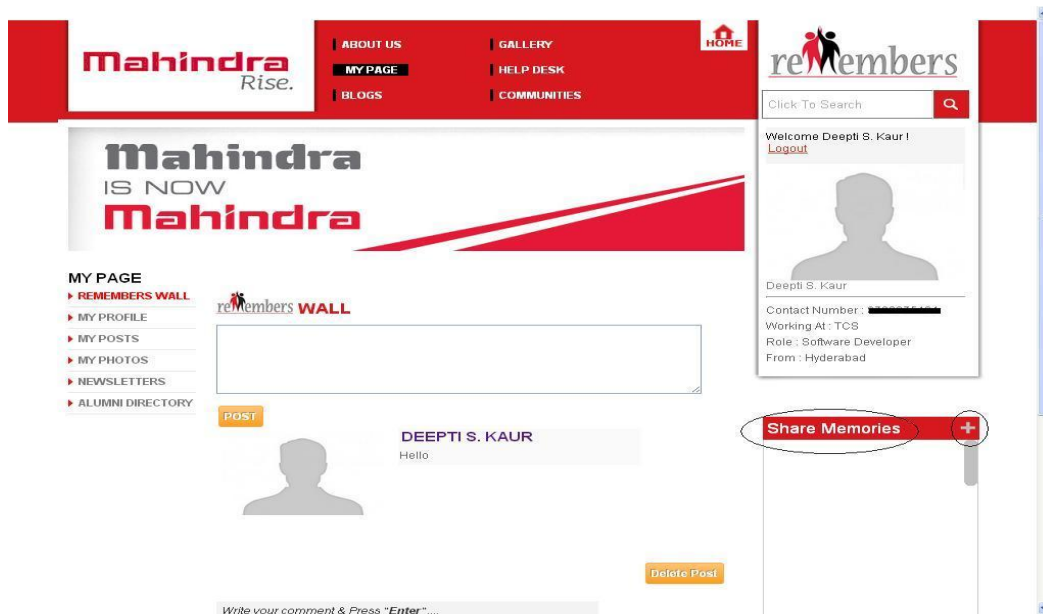 Mahindra
Rise.
ABOUT US
MY PAGE
BLOGS
GALLERY
HELP DESK
COMMUNITIES
HOME
reMembers
Click To Search
Welcome Deepti S. Kaur !
Logout
Deepti S. Kaur
Contact Number :
Working At : TCS
Role : Software Developer
From : Hyderabad
Mahindra
IS NOW
Mahindra
MY PAGE
REMEMBERS WALL
MY PROFILE
MY POSTS
MY PHOTOS
NEWSLETTERS
ALUMNI DIRECTORY
reMembers WALL
POST
DEEPTI S. KAUR
Hello
Delete Post
Write your comment & Press "Enter"....
Share Memories +